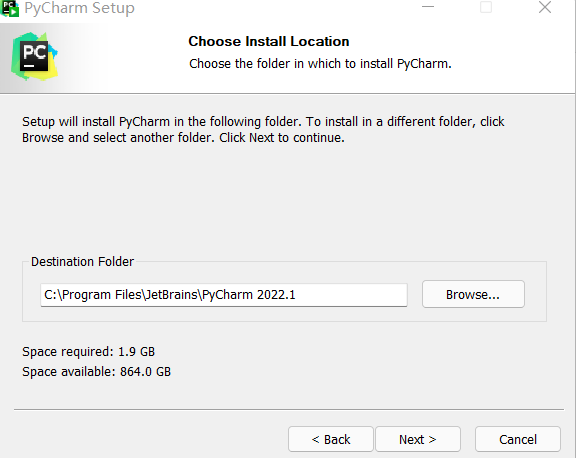 PyCharm Setup
PC
Choose Install Location
Choose the folder in which to install PyCharm.
PC
Setup will install PyCharm in the following folder. To install in a different folder, click
Browse and select another folder. Click Next to continue.
Destination Folder
C:\Program Files\JetBrains\PyCharm 2022.1
Browse...
Space required: 1.9 GB
Space available: 864.0 GB
< Back
Next >
Cancel